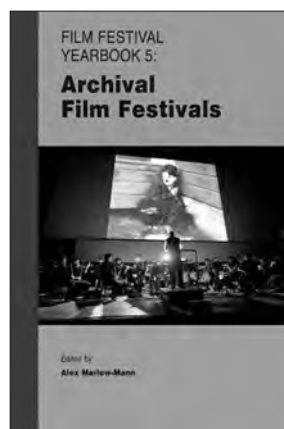 FILM FESTIVAL
YEARBOOK 5:
Archival
Film Festivals
Edited by
Alex Marlow-Mann